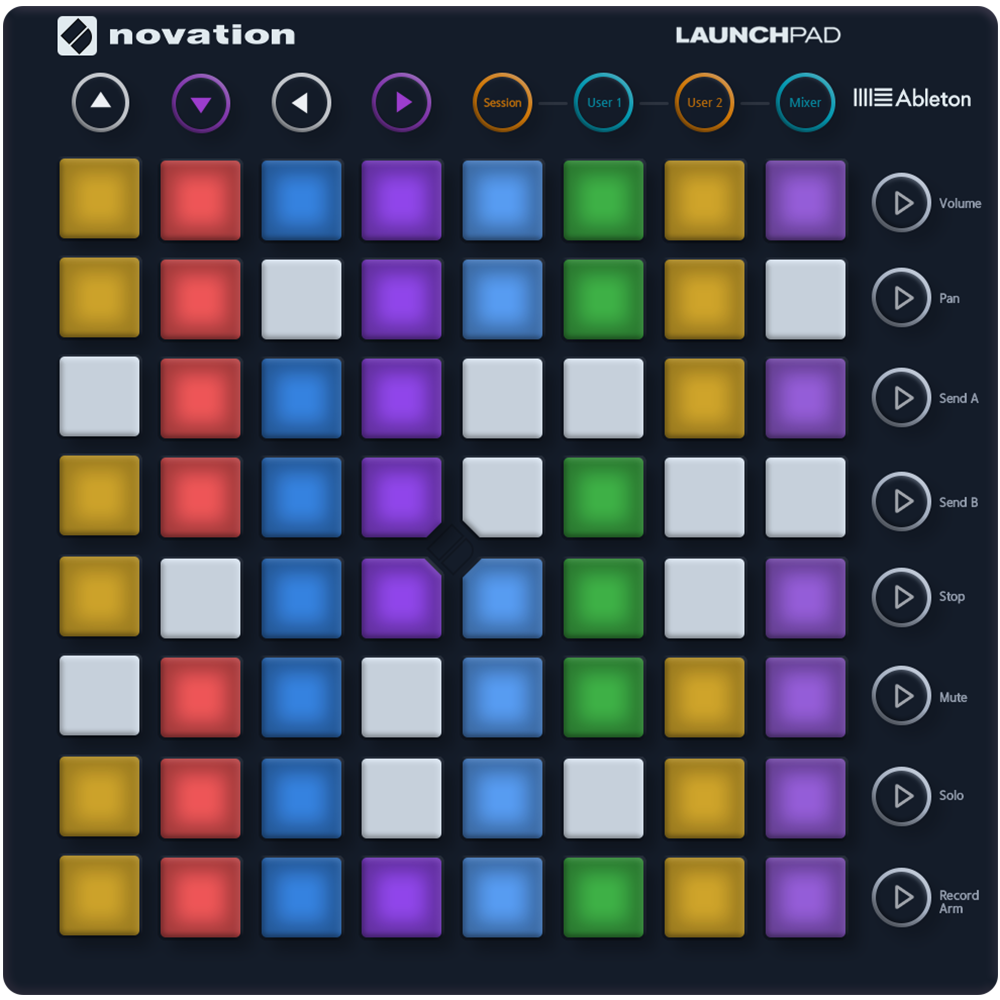 novation
LAUNCHPAD
Session
User 1
User 2
Mixer
Ableton
Volume
Pan
Send A
Send B
Stop
Mute
Solo
Record
Arm